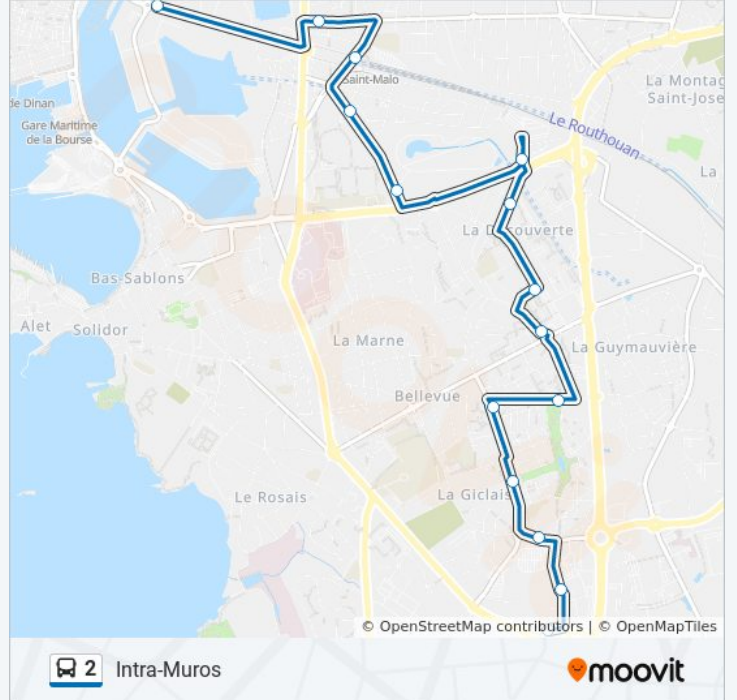 Saint-Malo
La Montag
Saint-Jose
de Dinan
Gare Maritime
de la Bourse
Le Routhouan
La
La D couverte
Bas-Sablons
Alet
Solidor
La Marne
La Guymauvière
Bellevue
Le Rosais
La Giclais
© OpenStreetMap contributors | © OpenMapTiles
2 Intra-Muros
moovit